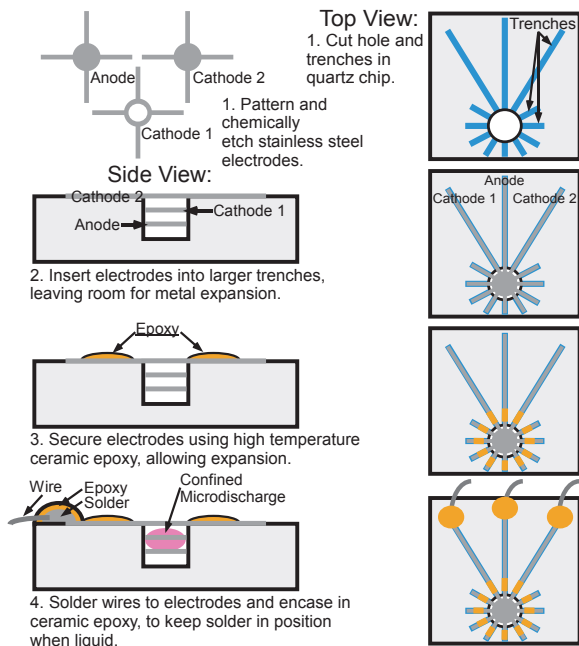 Top View:
1. Cut hole and
trenches in
quartz chip.
Trenches
Anode
Cathode 2
Cathode 1
1. Pattern and
chemically
etch stainless steel
electrodes.
Side View:
Cathode 2
Cathode 1
Anode
2. Insert electrodes into larger trenches,
leaving room for metal expansion.
Anode
Cathode 1
Cathode 2
Epoxy
3. Secure electrodes using high temperature
ceramic epoxy, allowing expansion.
Wire
Epoxy
Solder
Confined
Microdischarge
4. Solder wires to electrodes and encase in
ceramic epoxy, to keep solder in position
when liquid.